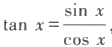 tan x = sin x / cos x.